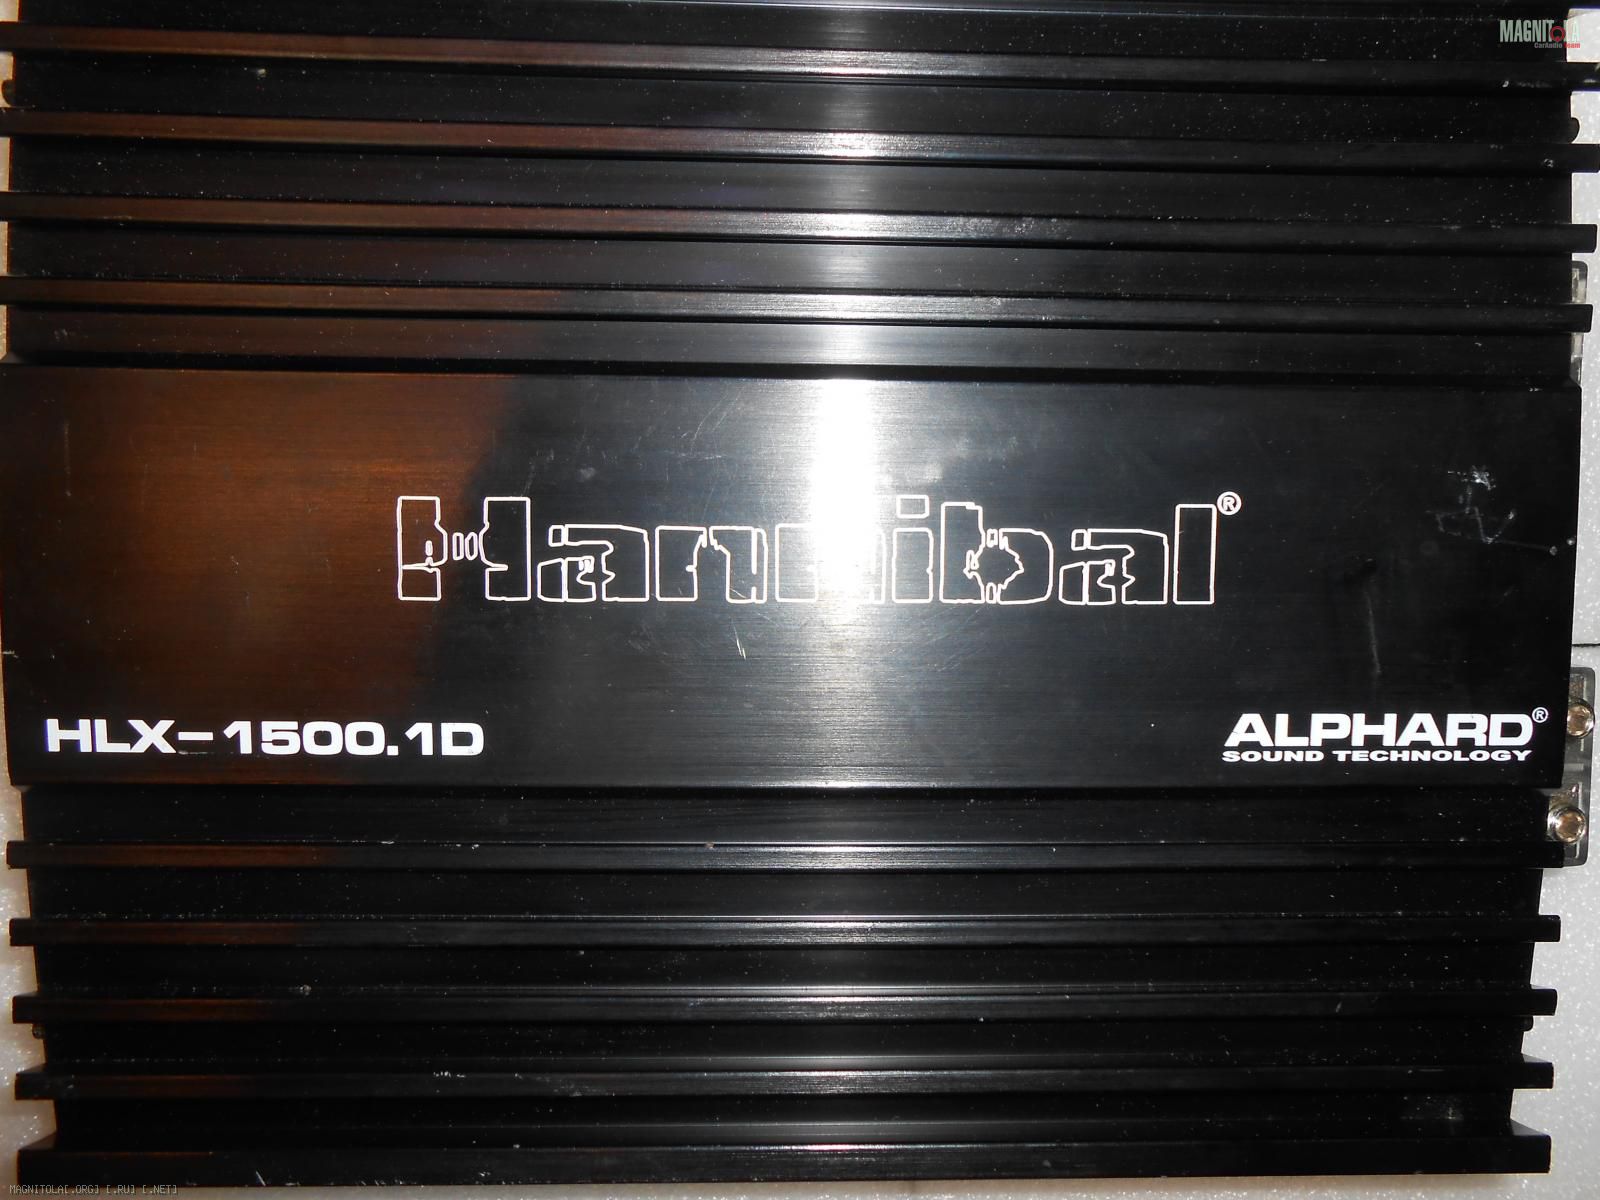 MAGNITOLA
CarAudio Team
Hannibal®
HLX-1500.1D
ALPHARD®
SOUND TECHNOLOGY
MAGNITOLA[.ORG] [.RU] [.NET]